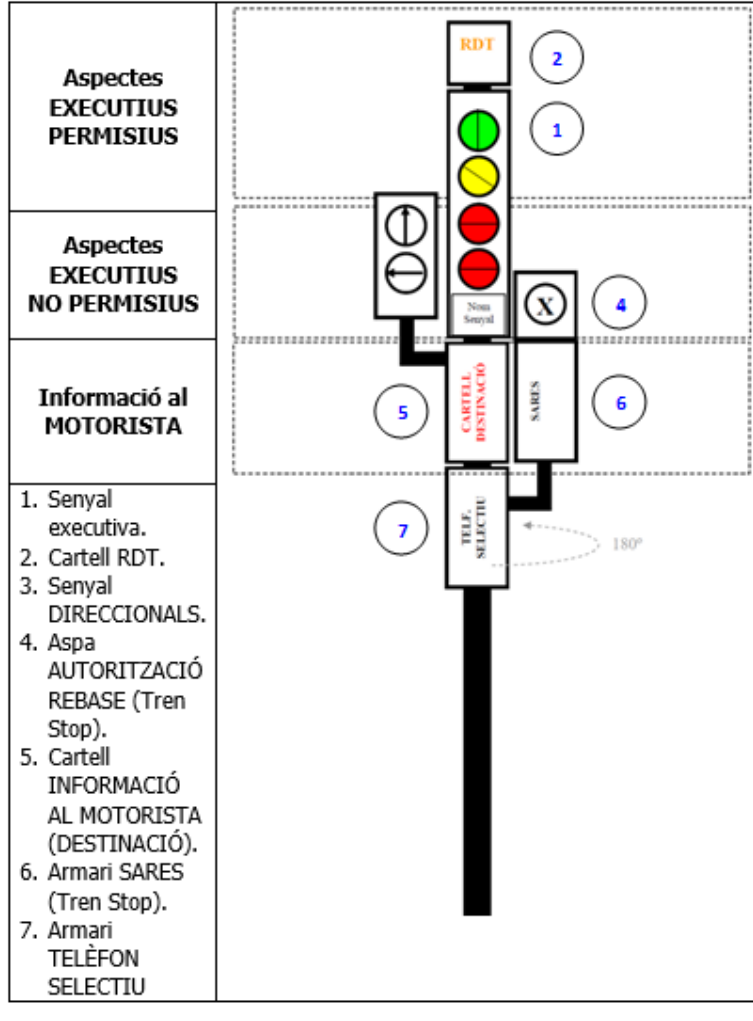 Aspectes
EXECUTIUS
PERMISIUS
Aspectes
EXECUTIUS
NO PERMISIUS
Informació al
MOTORISTA
1. Senyal
executiva.
2. Cartell RDT.
3. Senyal
DIRECCIONALS.
4. Aspa
AUTORITZACIÓ
REBASE (Tren
Stop).
5. Cartell
INFORMACIÓ
AL MOTORISTA
(DESTINACIÓ).
6. Armari SARES
(Tren Stop).
7. Armari
TELÈFON
SELECTIU
RDT
2
1
Nom
Senyal
X
4
CARTELL
DESTINACIÓ
SARES
5
6
TELF.
SELECTIU
7
180º